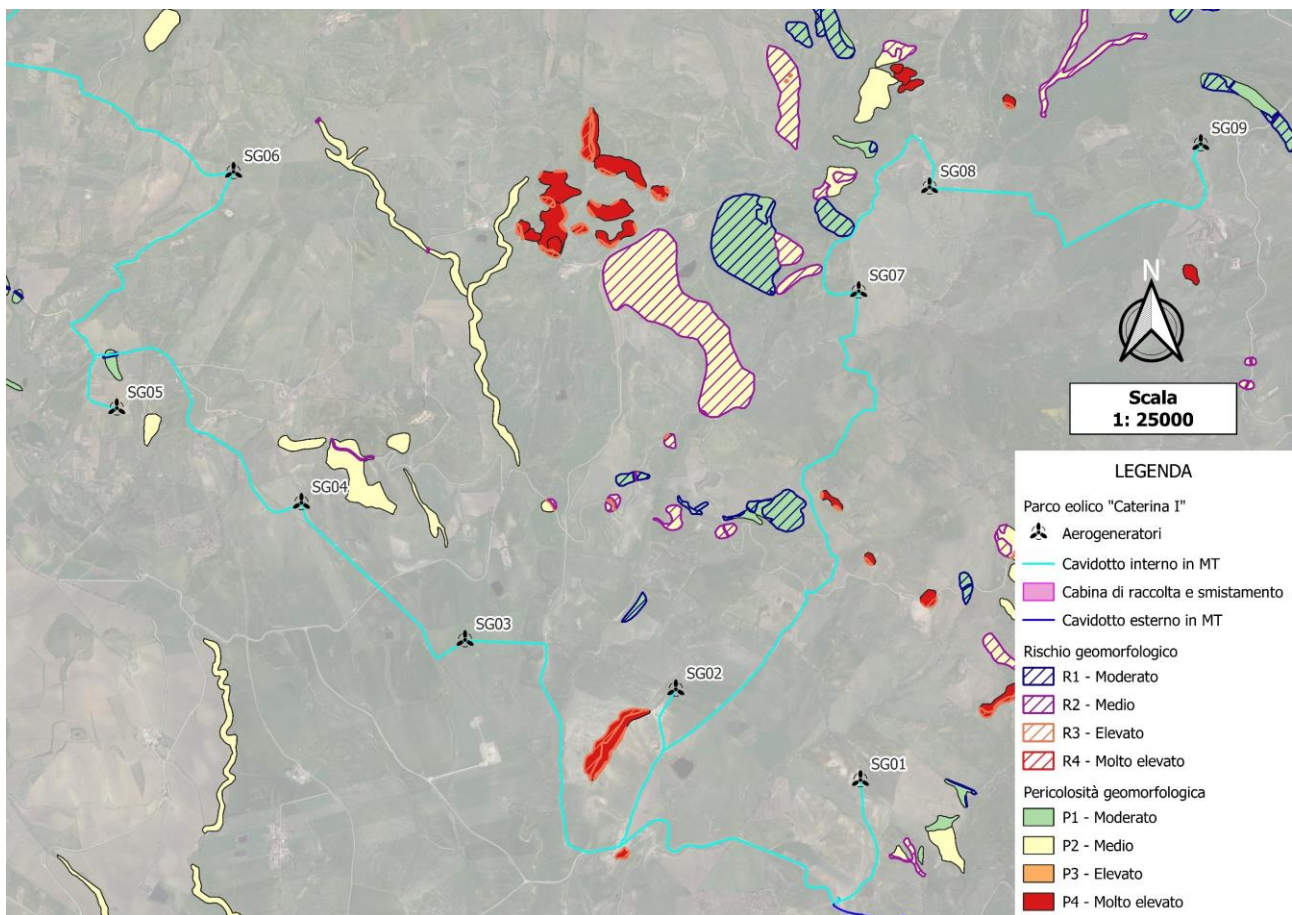 SG09
SG06
SG08
SG07
N
SG05
Scala
1: 25000
SG04
LEGENDA
Parco eolico "Caterina I"
Aerogeneratori
Cavidotto interno in MT
Cabina di raccolta e smistamento
Cavidotto esterno in MT
SG03
Rischio geomorfologico
SG02
R1 - Moderato
R2 - Medio
R3 - Elevato
R4 - Molto elevato
SG01
Pericolosità geomorfologica
P1 - Moderato
P2 - Medio
P3 - Elevato
P4 - Molto elevato